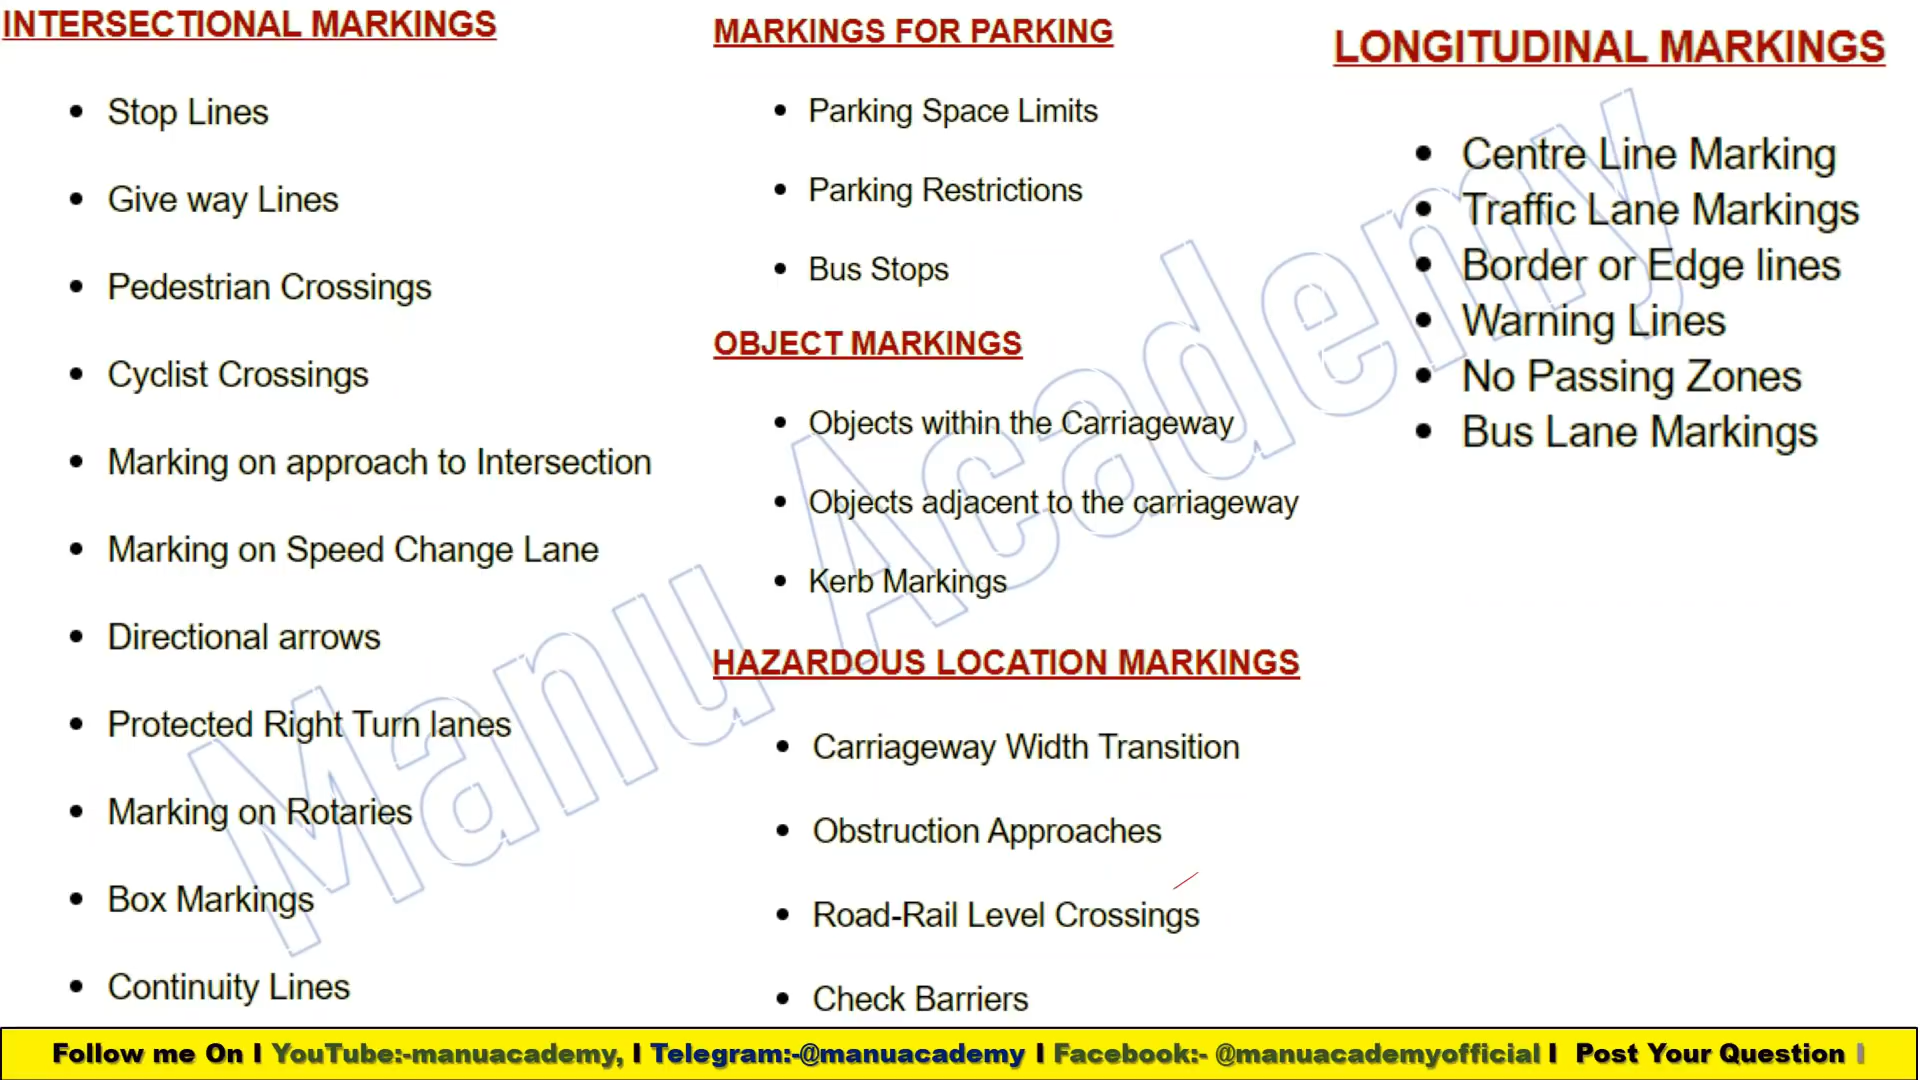 INTERSECTIONAL MARKINGS
Stop Lines
Give way Lines
Pedestrian Crossings
Cyclist Crossings
Marking on approach to Intersection
Marking on Speed Change Lane
Directional arrows
Protected Right Turn lanes
Marking on Rotaries
Box Markings
Continuity Lines
MARKINGS FOR PARKING
Parking Space Limits
Parking Restrictions
Bus Stops
OBJECT MARKINGS
Objects within the Carriageway
Objects adjacent to the carriageway
Kerb Markings
HAZARDOUS LOCATION MARKINGS
Carriageway Width Transition
Obstruction Approaches
Road-Rail Level Crossings
Check Barriers
LONGITUDINAL MARKINGS
Centre Line Marking
Traffic Lane Markings
Border or Edge lines
Warning Lines
No Passing Zones
Bus Lane Markings
Manu Academy
Follow me On I YouTube:-manuacademy, I Telegram:-@manuacademy I Facebook:- @manuacademyofficial I Post Your Question I